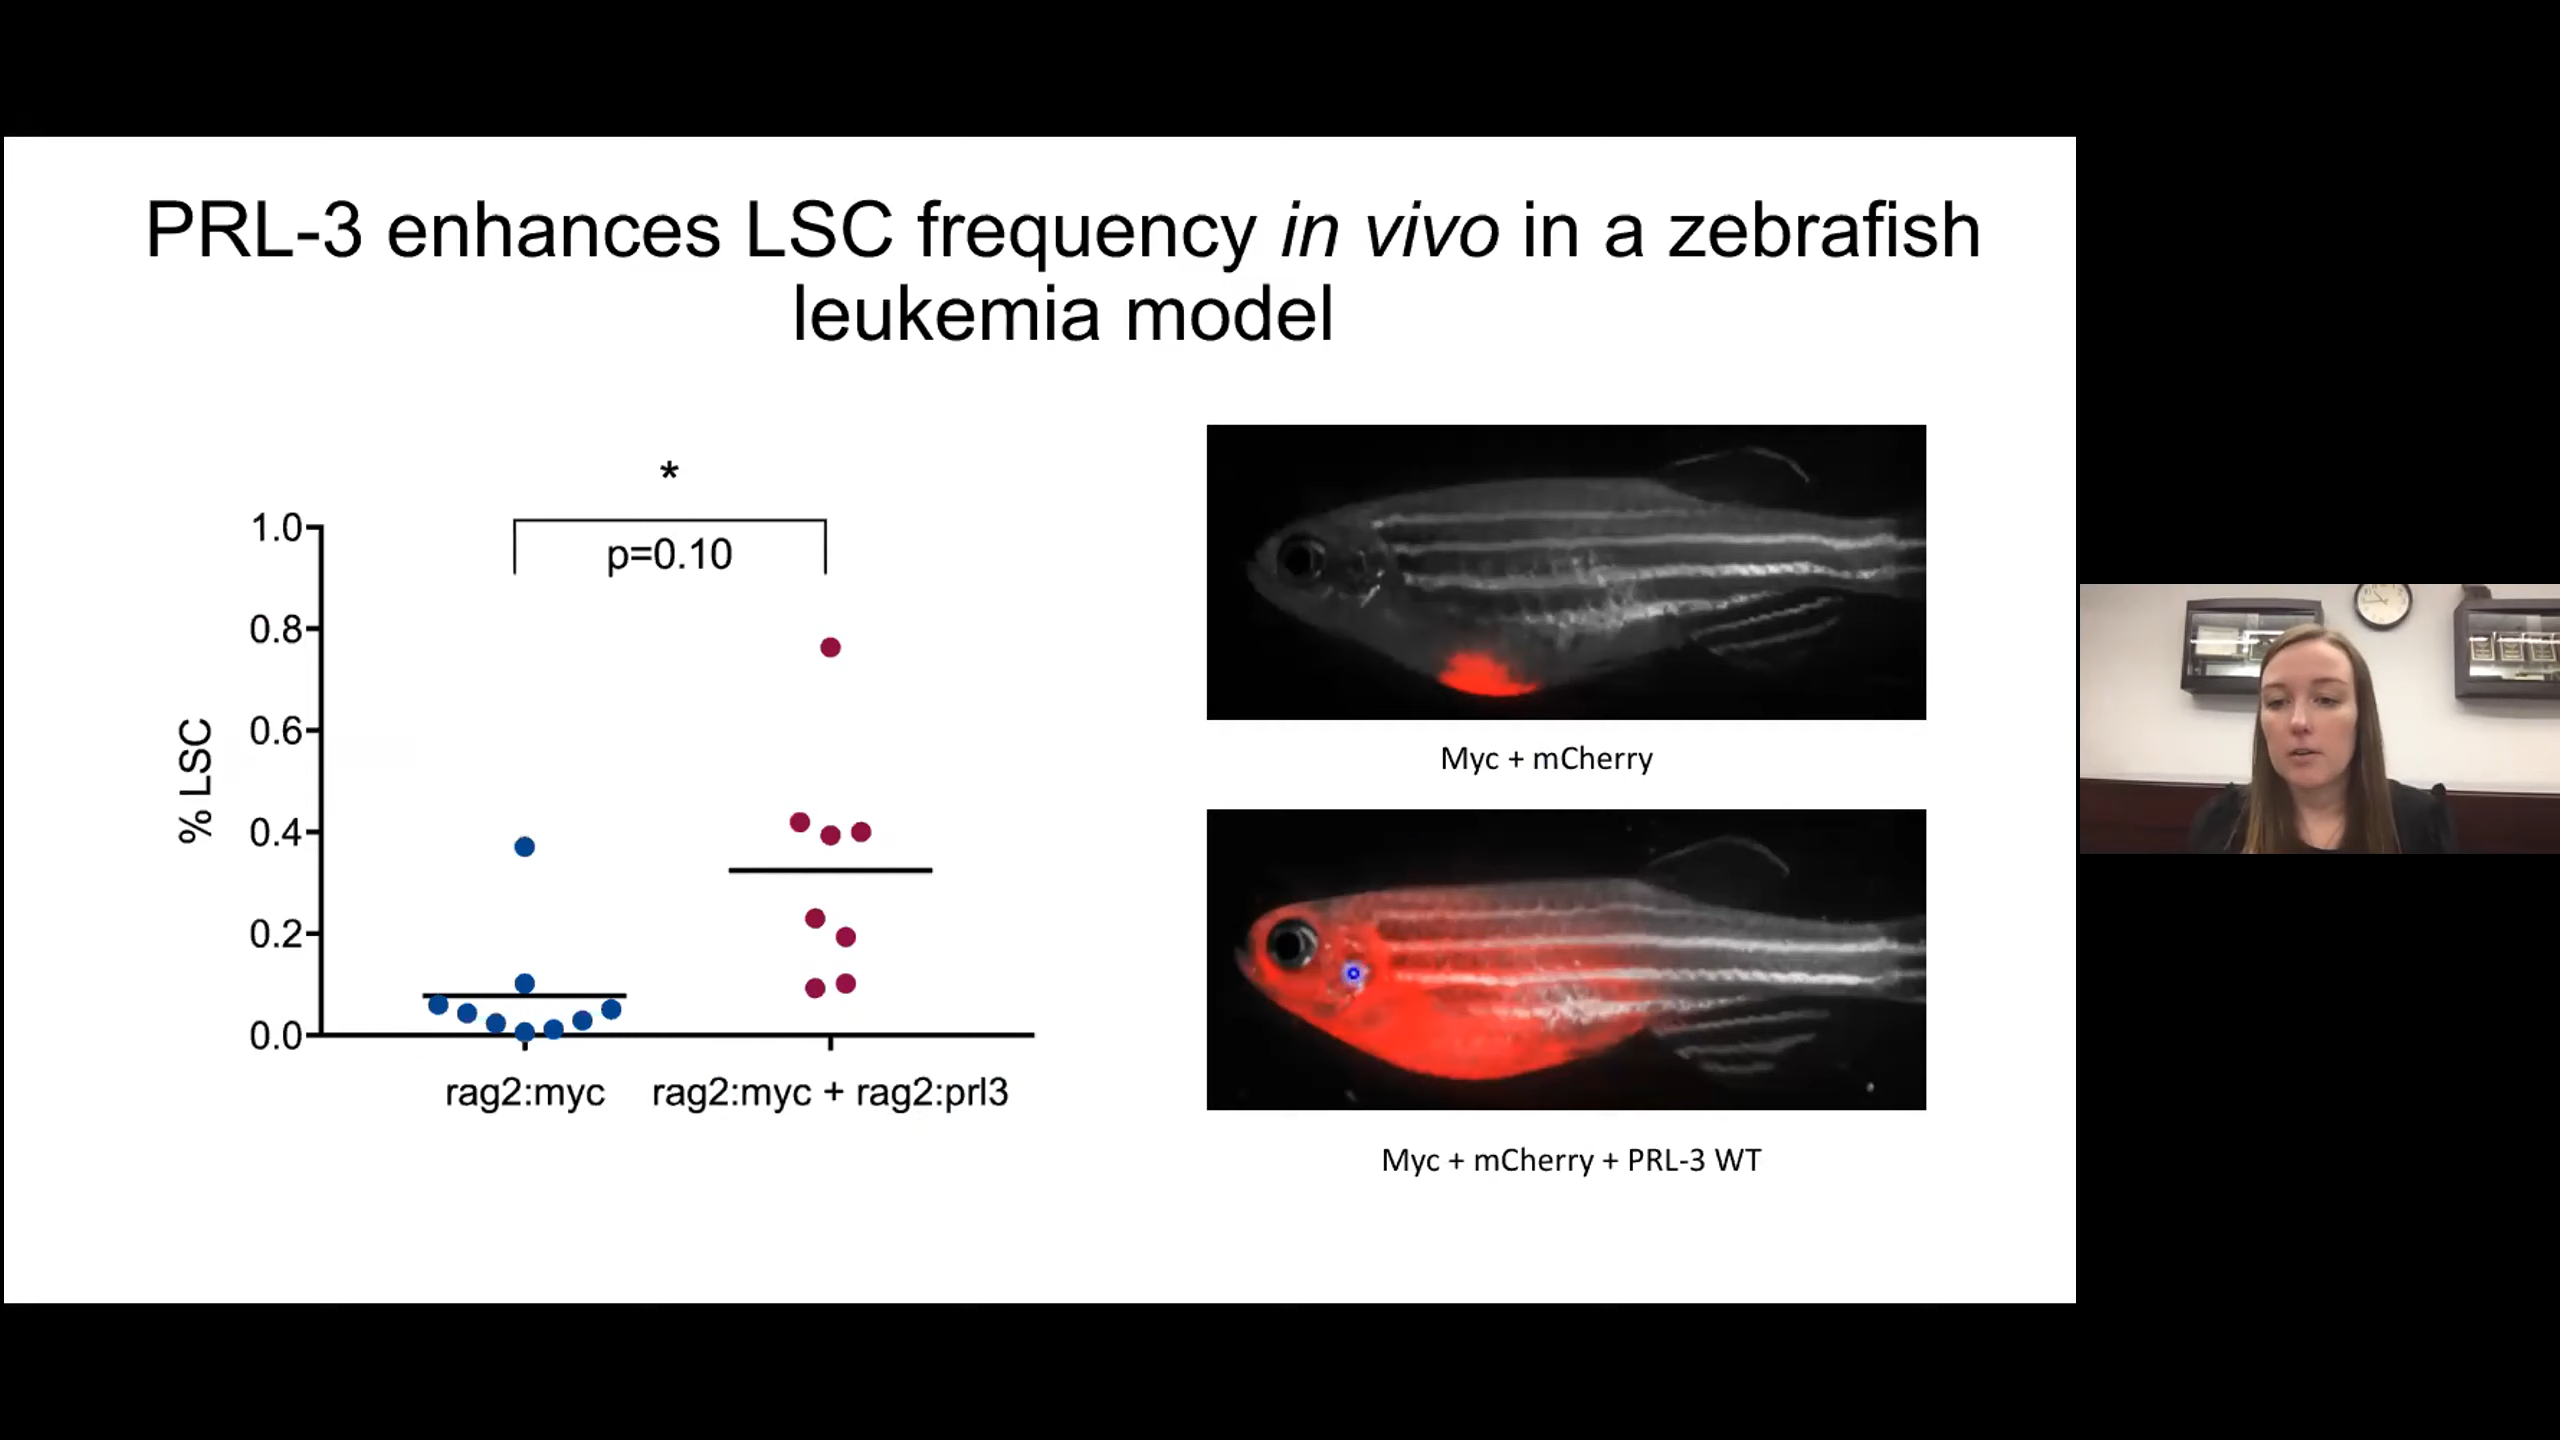 PRL-3 enhances LSC frequency in vivo in a zebrafish
leukemia model
*
p=0.10
1.0
0.8
0.6
0.4
0.2
0.0
% LSC
rag2:myc
rag2:myc + rag2:prl3
Myc + mCherry
Myc + mCherry + PRL-3 WT